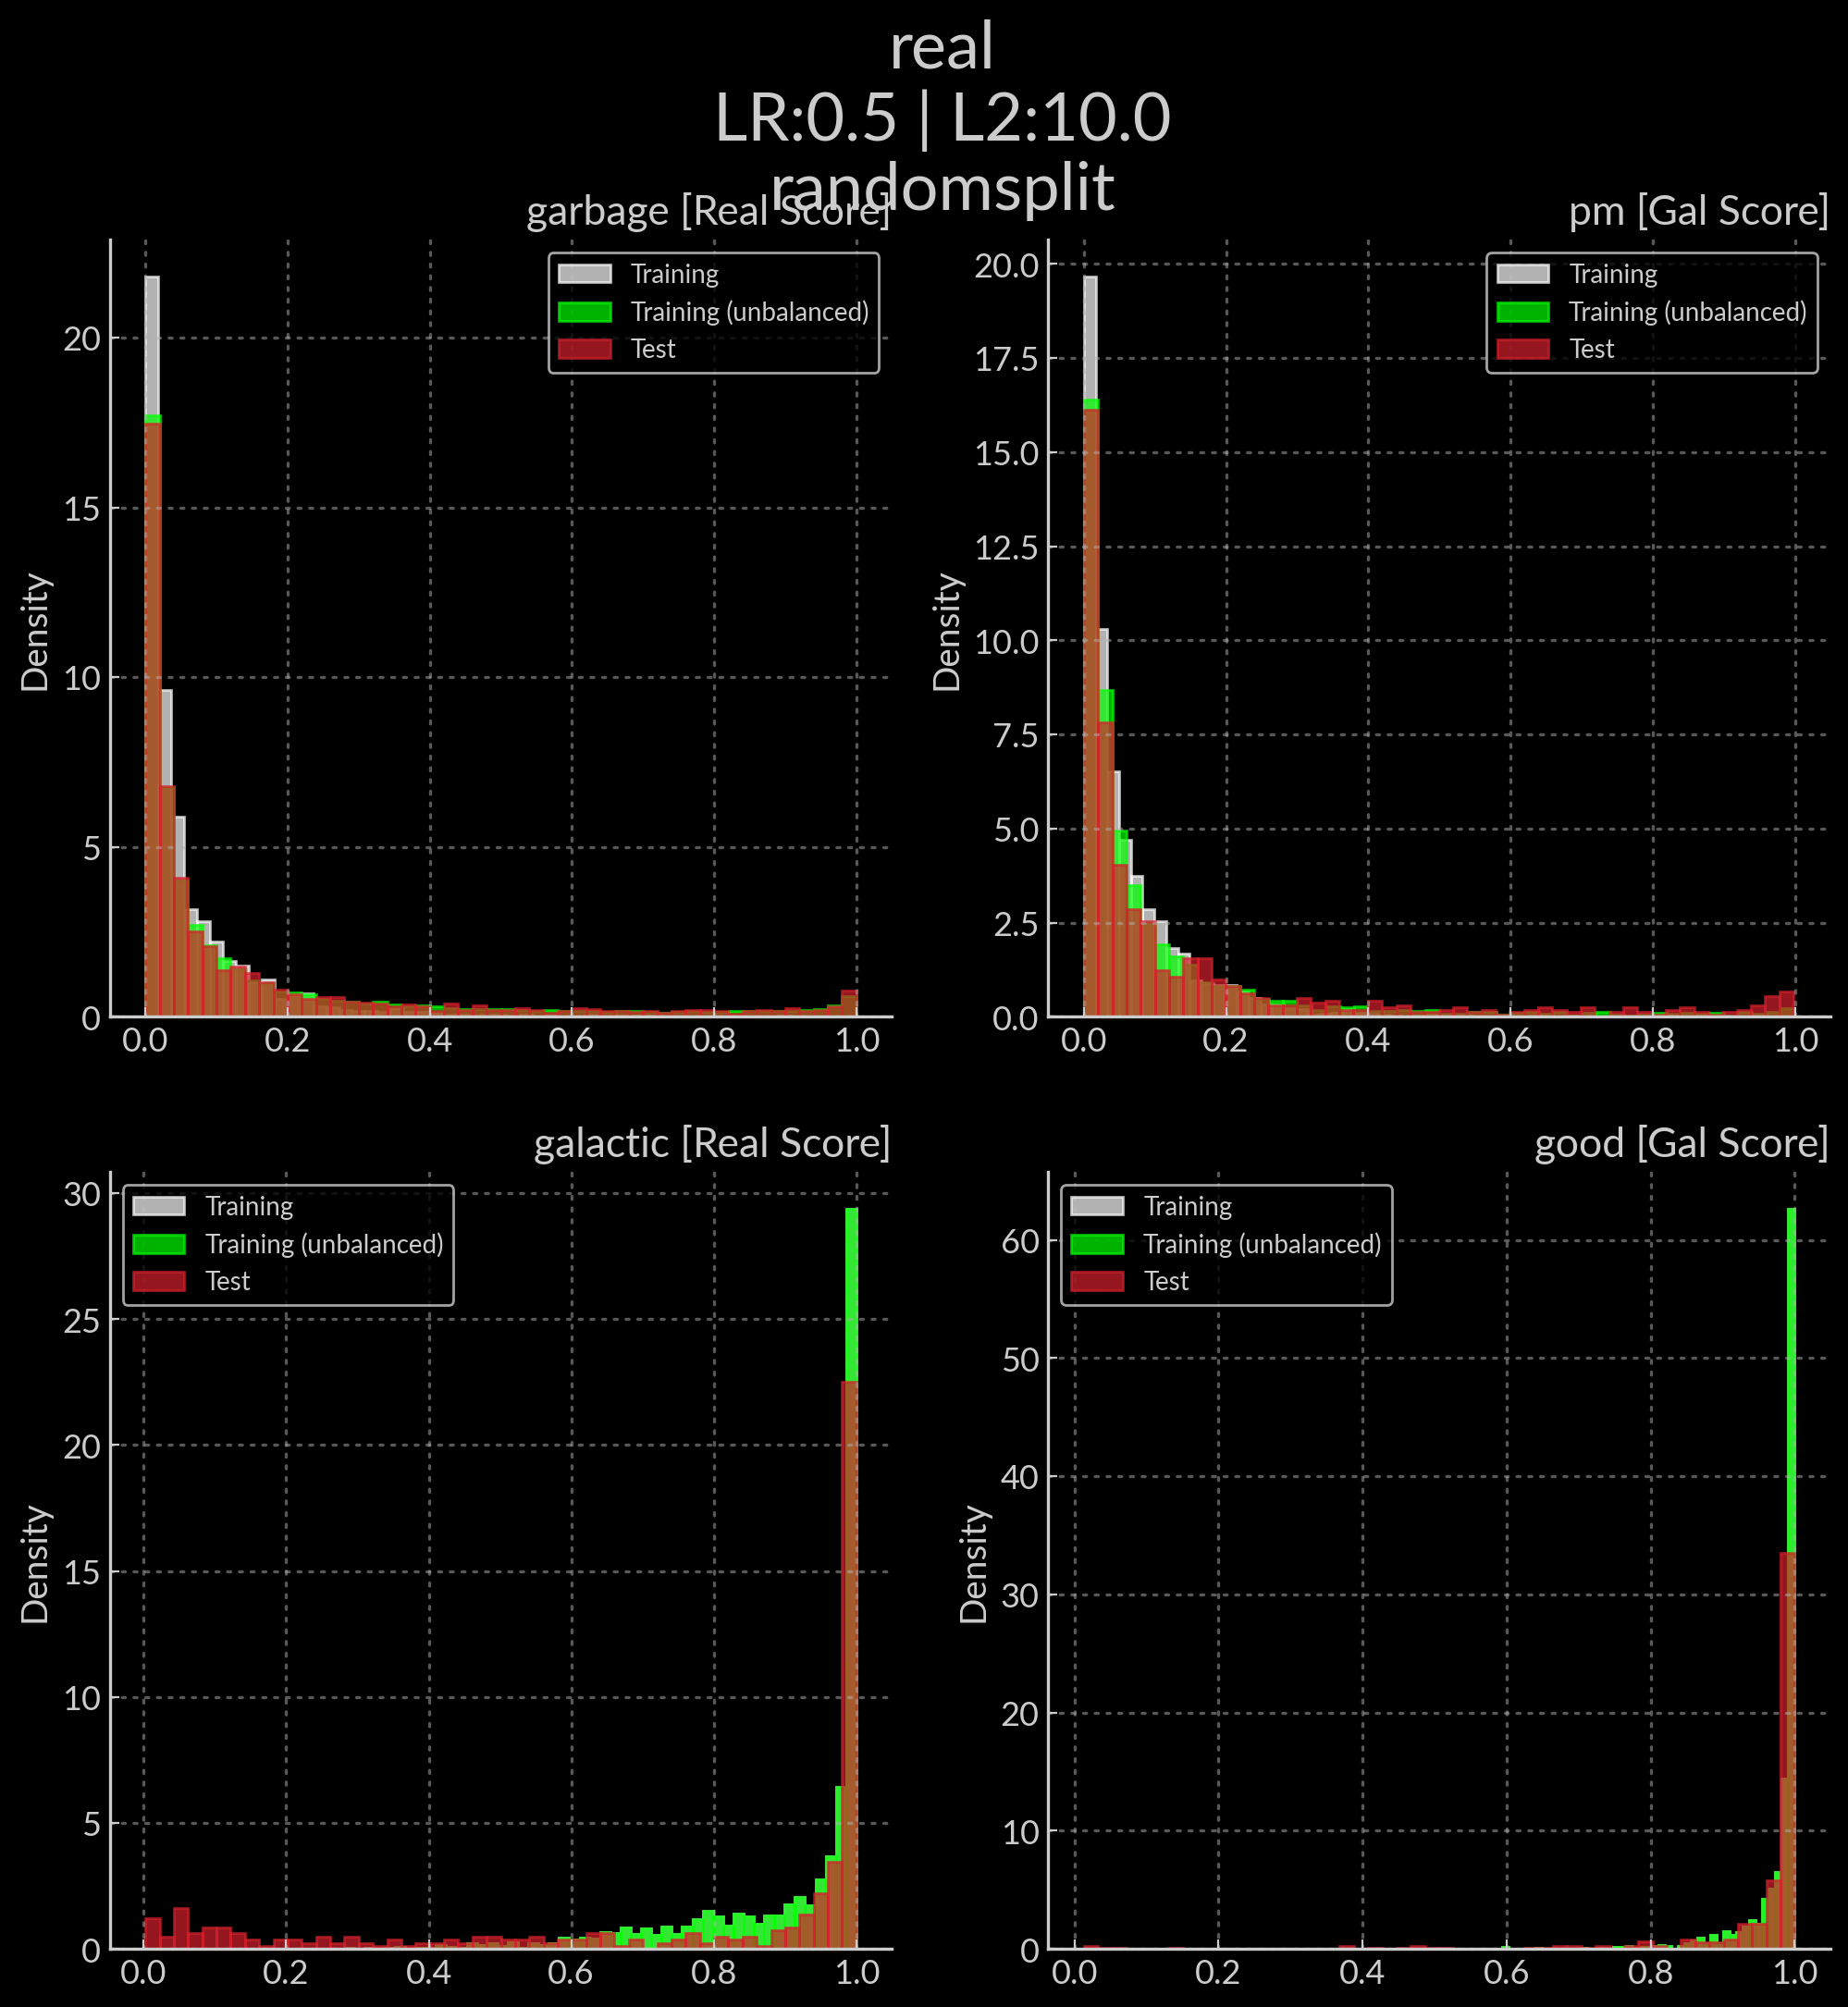 real
LR:0.5 | L2:10.0
randomsplit
garbage [Real Score]
Training
Training (unbalanced)
Test
Density
20
15
10
5
0
0.0 0.2 0.4 0.6 0.8 1.0
pm [Gal Score]
Training
Training (unbalanced)
Test
Density
20.0
17.5
15.0
12.5
10.0
7.5
5.0
2.5
0.0
0.0 0.2 0.4 0.6 0.8 1.0
galactic [Real Score]
Training
Training (unbalanced)
Test
Density
30
25
20
15
10
5
0
0.0 0.2 0.4 0.6 0.8 1.0
good [Gal Score]
Training
Training (unbalanced)
Test
Density
60
50
40
30
20
10
0
0.0 0.2 0.4 0.6 0.8 1.0